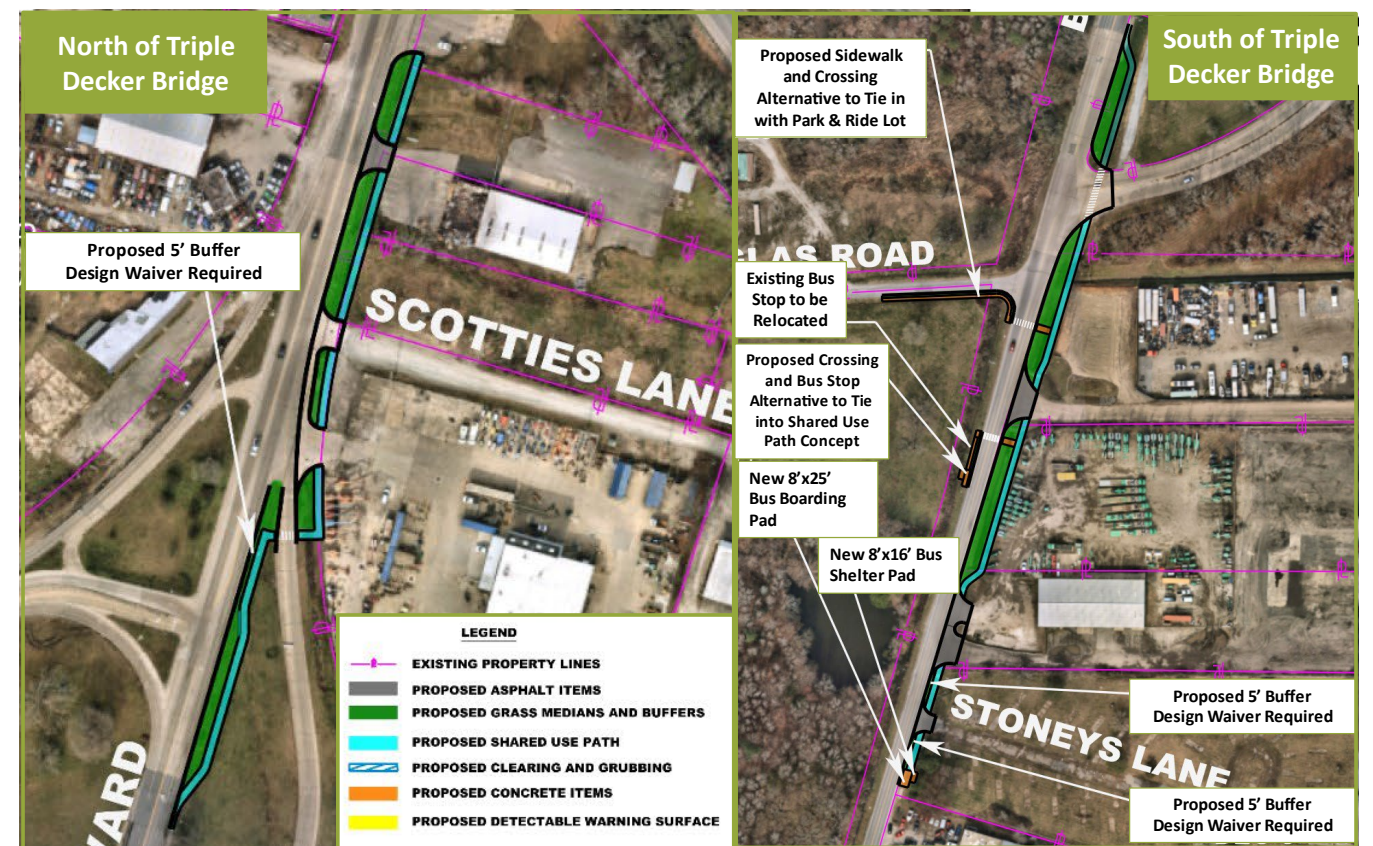 North of Triple
Decker Bridge
Proposed 5' Buffer
Design Waiver Required
SCOTTIES LANE
VARD
LEGEND
EXISTING PROPERTY LINES
PROPOSED ASPHALT ITEMS
PROPOSED GRASS MEDIANS AND BUFFERS
PROPOSED SHARED USE PATH
PROPOSED CLEARING AND GRUBBING
PROPOSED CONCRETE ITEMS
PROPOSED DETECTABLE WARNING SURFACE
South of Triple
Decker Bridge
Proposed Sidewalk
and Crossing
Alternative to Tie in
with Park & Ride Lot
GLAS ROAD
Existing Bus
Stop to be
Relocated
Proposed Crossing
and Bus Stop
Alternative to Tie
into Shared Use
Path Concept
New 8'x25'
Bus Boarding
Pad
New 8'x16' Bus
Shelter Pad
Proposed 5' Buffer
Design Waiver Required
STONEYS LANE
Proposed 5' Buffer
Design Waiver Required